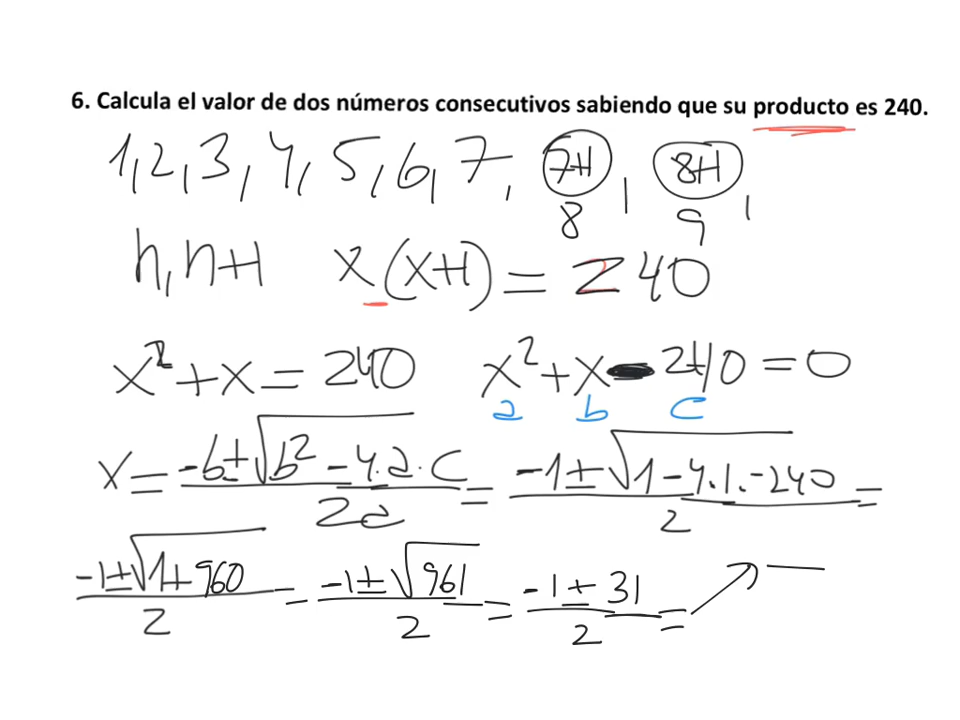 6. Calcula el valor de dos números consecutivos sabiendo que su producto es 240.
1, 2, 3, 4, 5, 6, 7, 7+1, 8+1,
8 9
n, n+1 x(x+1) = 240
x² + x = 240 x² + x - 240 = 0
a b c
x = (-b±√(b² - 4·a·c))/2a = (-1±√(1-4·1·-240))/2 =
(-1±√(1+960))/2 = (-1±√961)/2 = (-1±31)/2 =